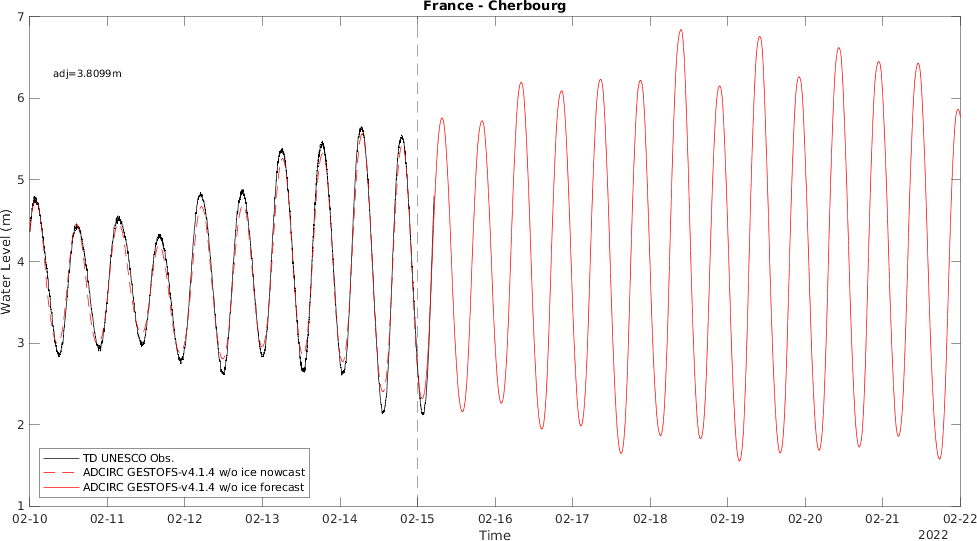 France - Cherbourg
adj=3.8099m
Water Level (m)
7
6
5
4
3
2
1
TD UNESCO Obs.
ADCIRC GESTOFS-v4.1.4 w/o ice nowcast
ADCIRC GESTOFS-v4.1.4 w/o ice forecast
02-10 02-11 02-12 02-13 02-14 02-15 02-16 02-17 02-18 02-19 02-20 02-21 02-22
Time
2022